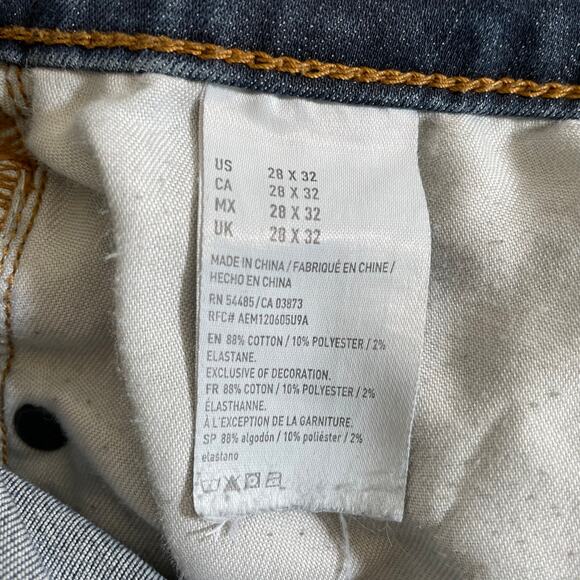 US 28 X 32
CA 28 X 32
MX 28 X 32
UK 28 X 32
MADE IN CHINA / FABRIQUÉ EN CHINE /
HECHO EN CHINA
RN 54485/CA 03873
RFC# AEM120605U9A
EN 88% COTTON / 10% POLYESTER / 2%
ELASTANE.
EXCLUSIVE OF DECORATION.
FR 88% COTON / 10% POLYESTER / 2%
ÉLASTHANNE.
À L'EXCEPTION DE LA GARNITURE.
SP 88% algodón / 10% poliéster / 2%
elastano